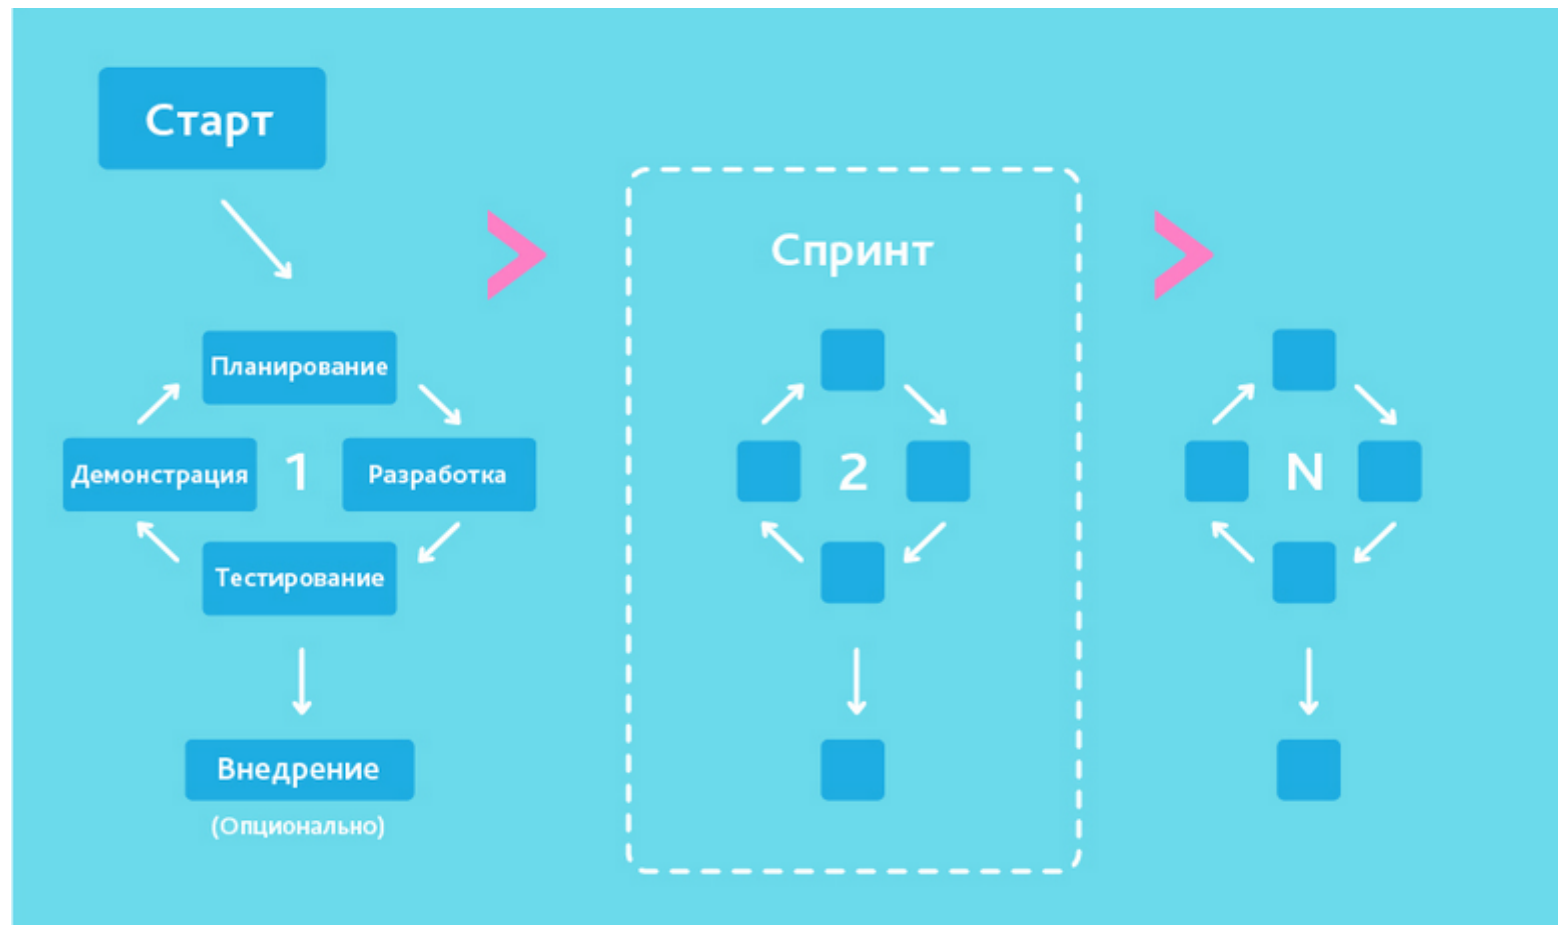 Старт
Спринт
Планирование
Демонстрация
1
Разработка
2
N
Тестирование
Внедрение
(Опционально)